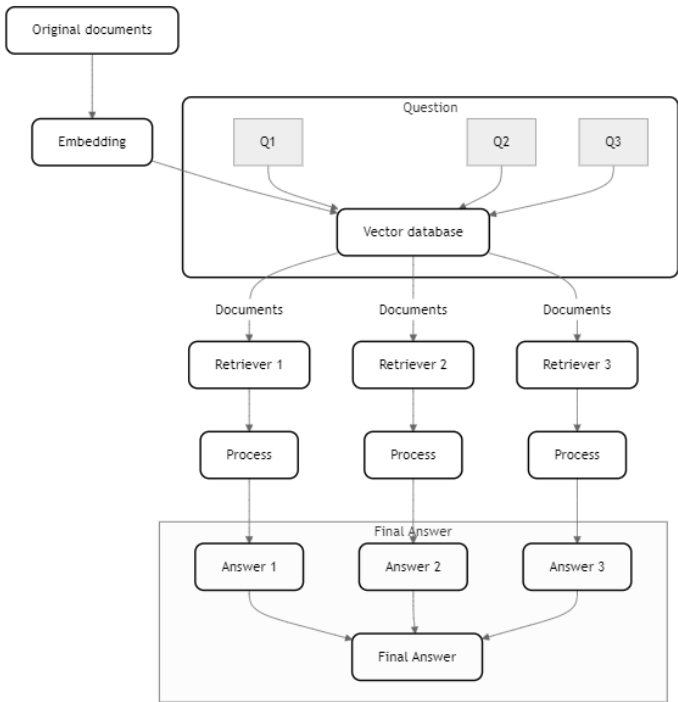 Original documents
Question
Embedding
Q1
Q2
Q3
Vector database
Documents
Documents
Documents
Retriever 1
Retriever 2
Retriever 3
Process
Process
Process
Final Answer
Answer 1
Answer 2
Answer 3
Final Answer